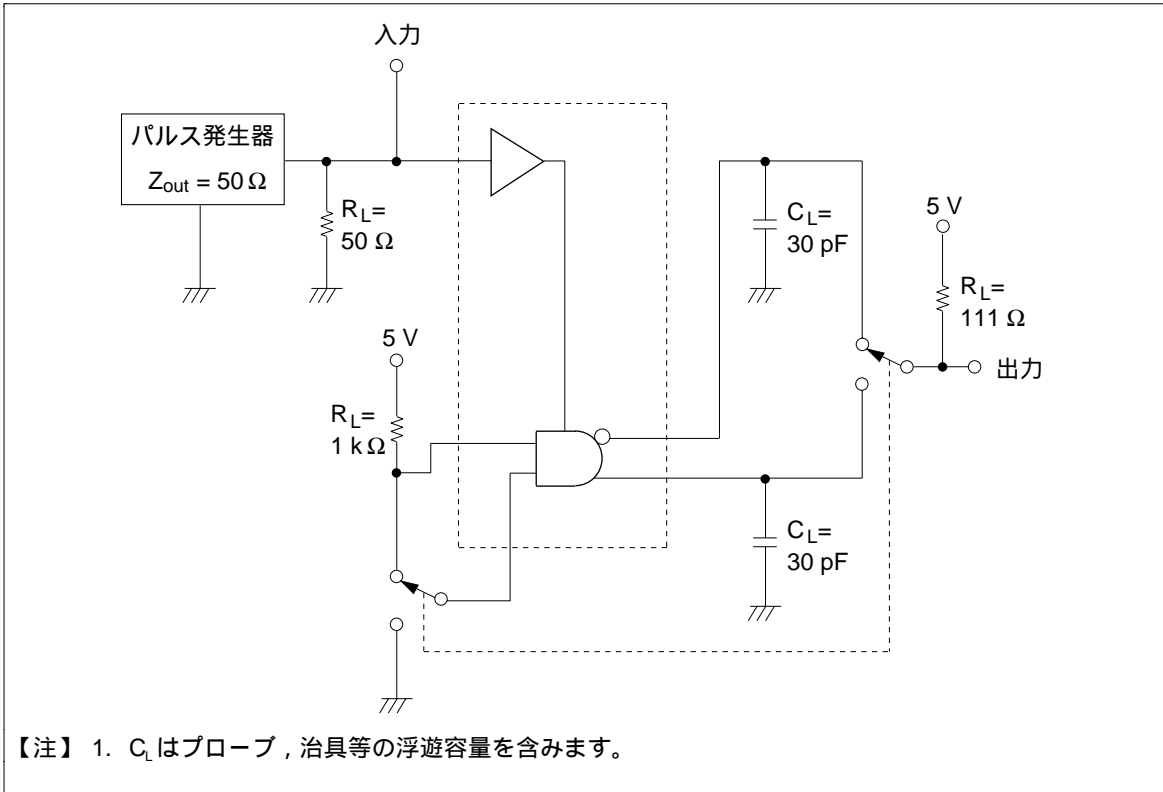 入力
パルス発生器
Zout = 50 Ω
RL=
50 Ω
CL=
30 pF
5 V
RL=
111 Ω
出力
5 V
RL=
1 kΩ
CL=
30 pF
【注】 1. CLはプローブ , 治具等の浮遊容量を含みます。